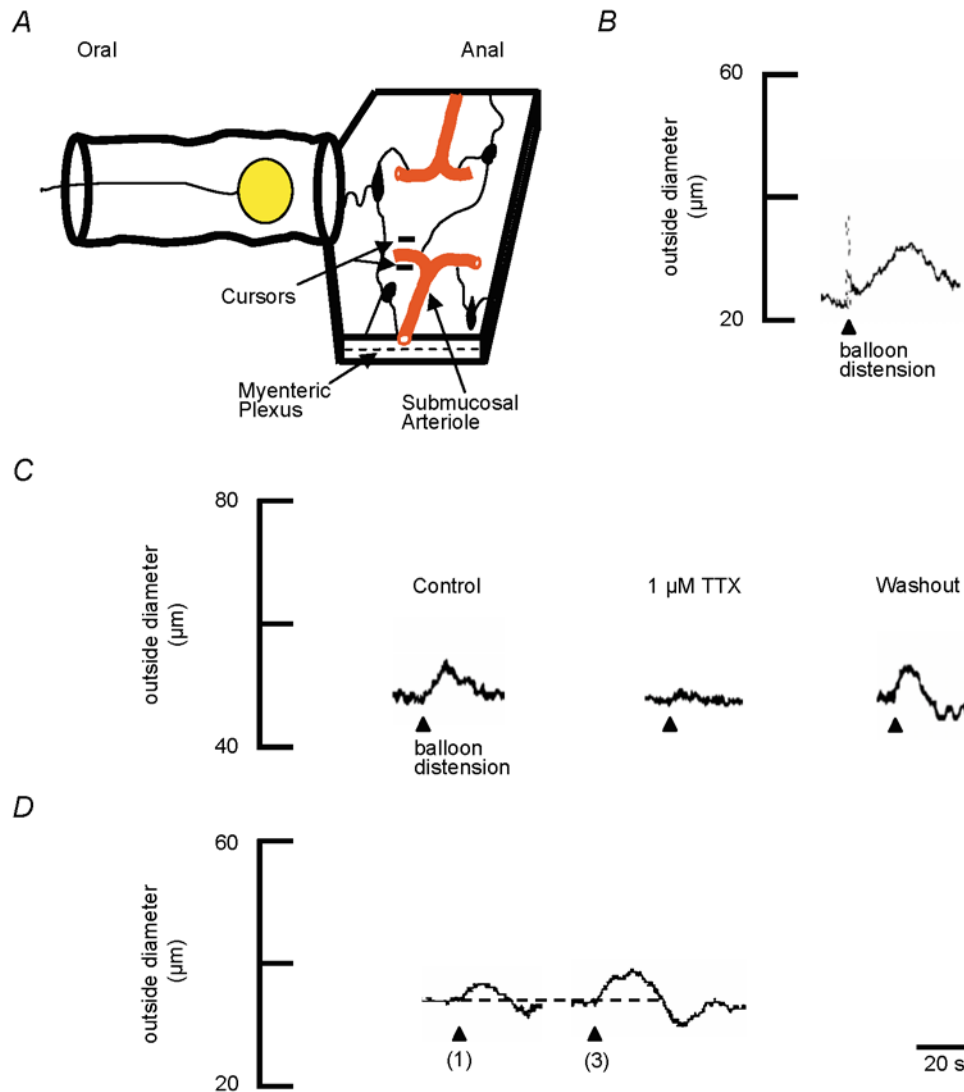 A
Oral
Anal
Cursors
Myenteric
Plexus
Submucosal
Arteriole
B
60
outside diameter
(µm)
20
balloon
distension
C
80
outside diameter
(µm)
Control
1 µM TTX
Washout
40
balloon
distension
D
60
outside diameter
(µm)
20
(1)
(3)
20 s